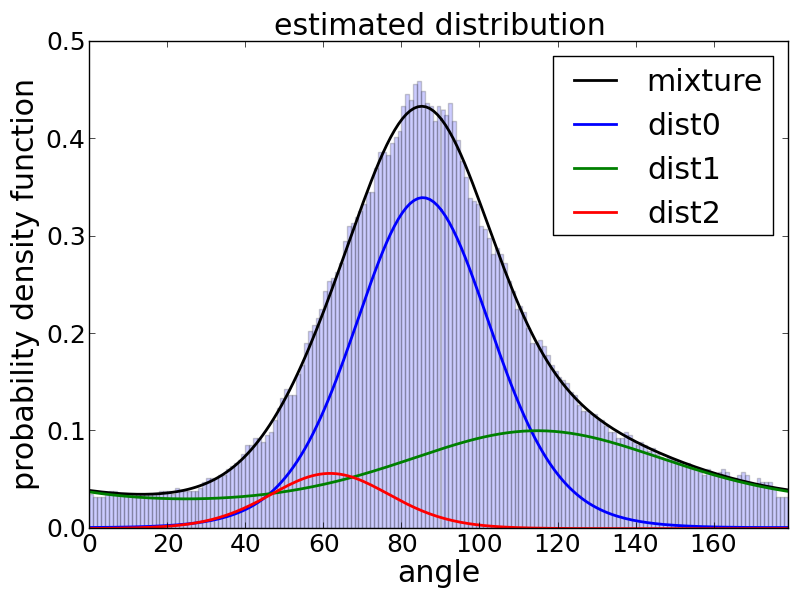 estimated distribution
probability density function
0.5
0.4
0.3
0.2
0.1
0.0
mixture
dist0
dist1
dist2
0 20 40 60 80 100 120 140 160
angle